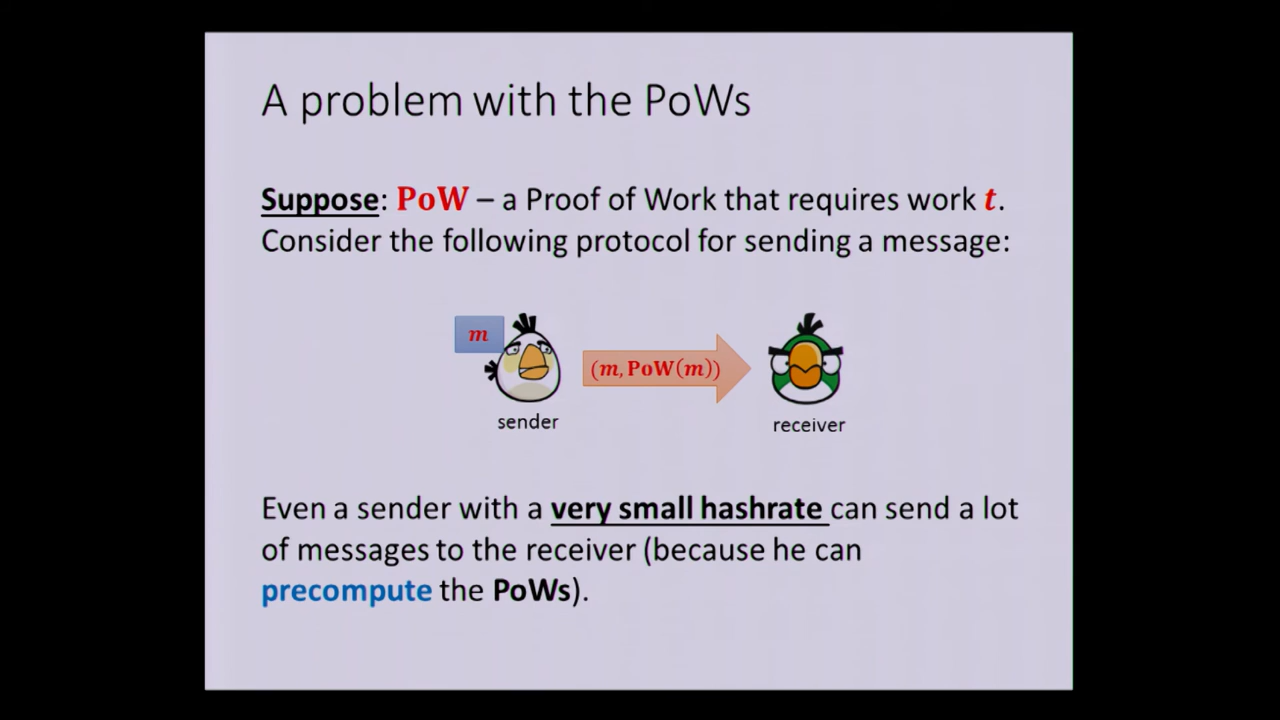 A problem with the PoWs
Suppose: PoW – a Proof of Work that requires work t.
Consider the following protocol for sending a message:
m
(m, PoW(m))
sender
receiver
Even a sender with a very small hashrate can send a lot
of messages to the receiver (because he can
precompute the PoWs).